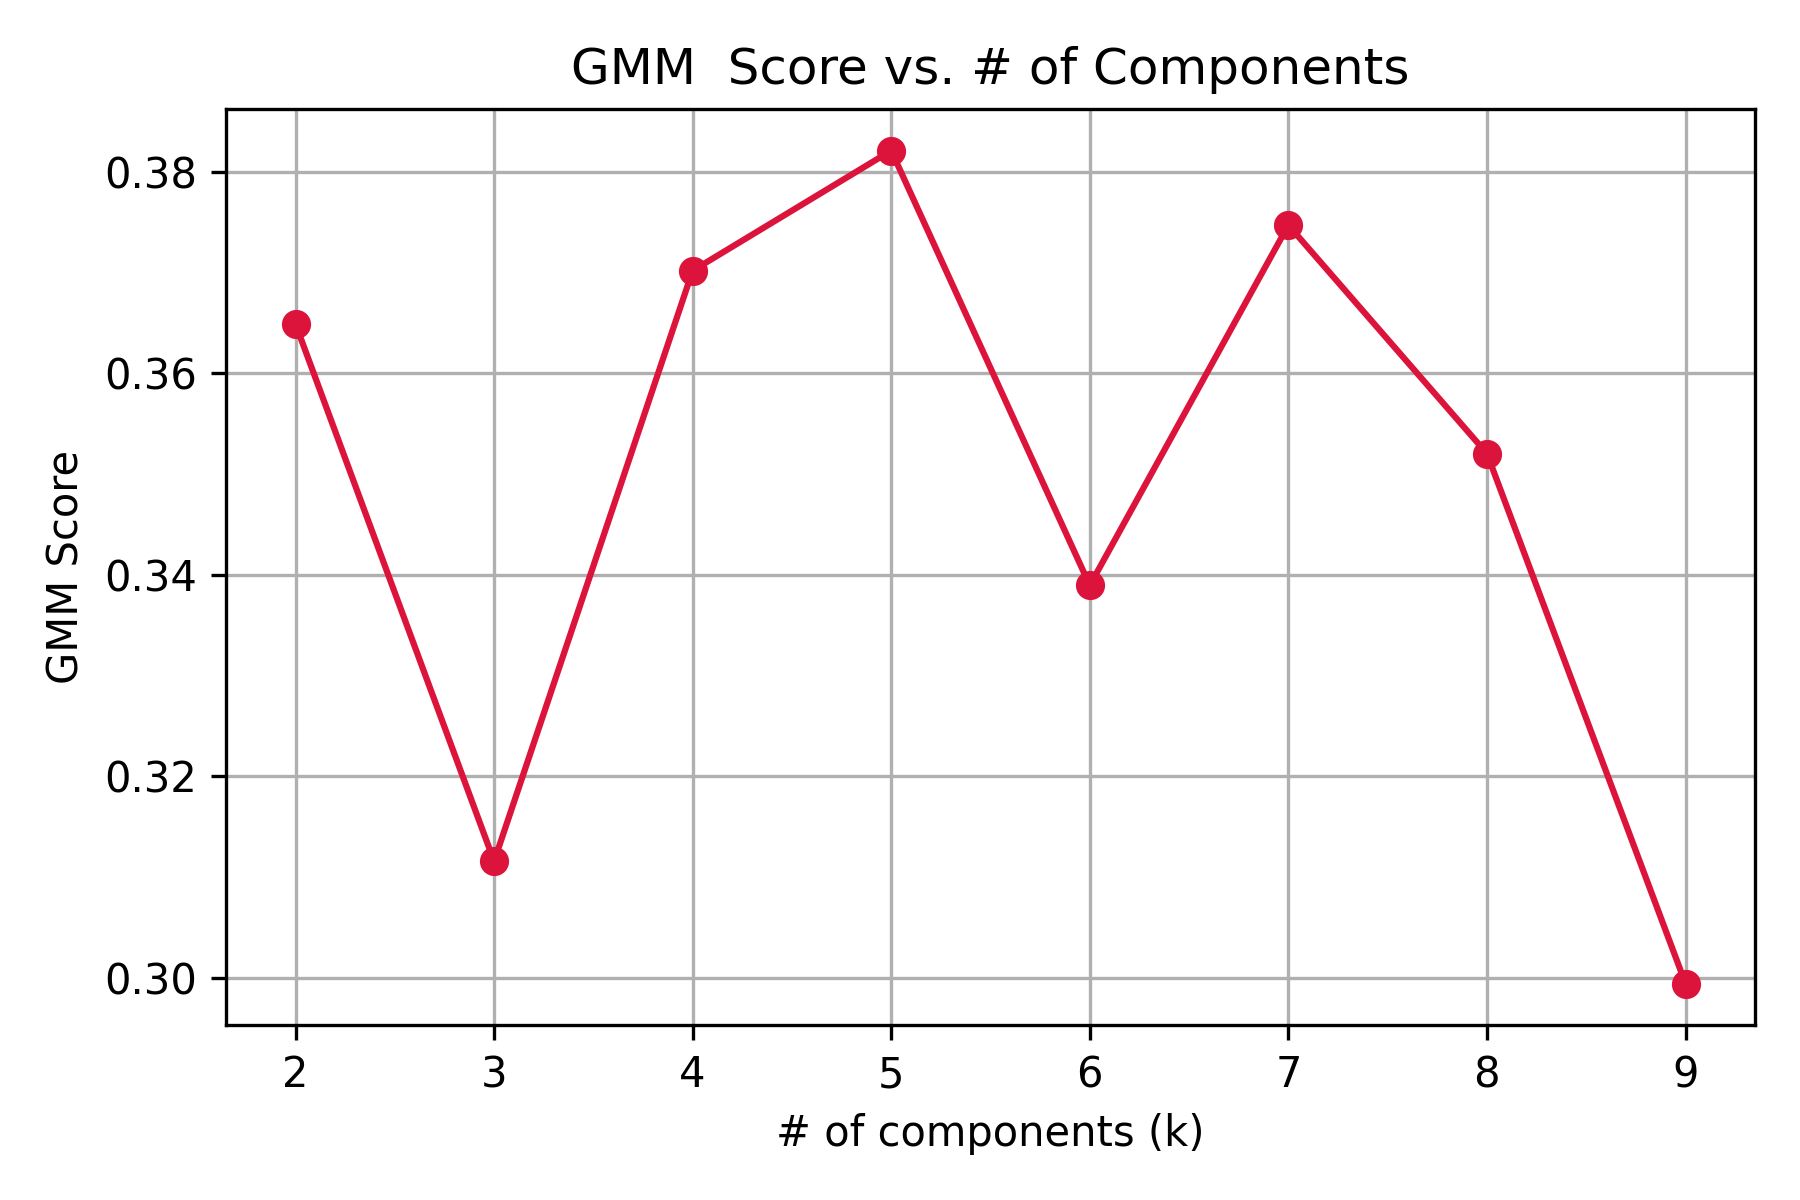 GMM  Score vs. # of Components
GMM Score
0.38
0.36
0.34
0.32
0.30
2 3 4 5 6 7 8 9
# of components (k)